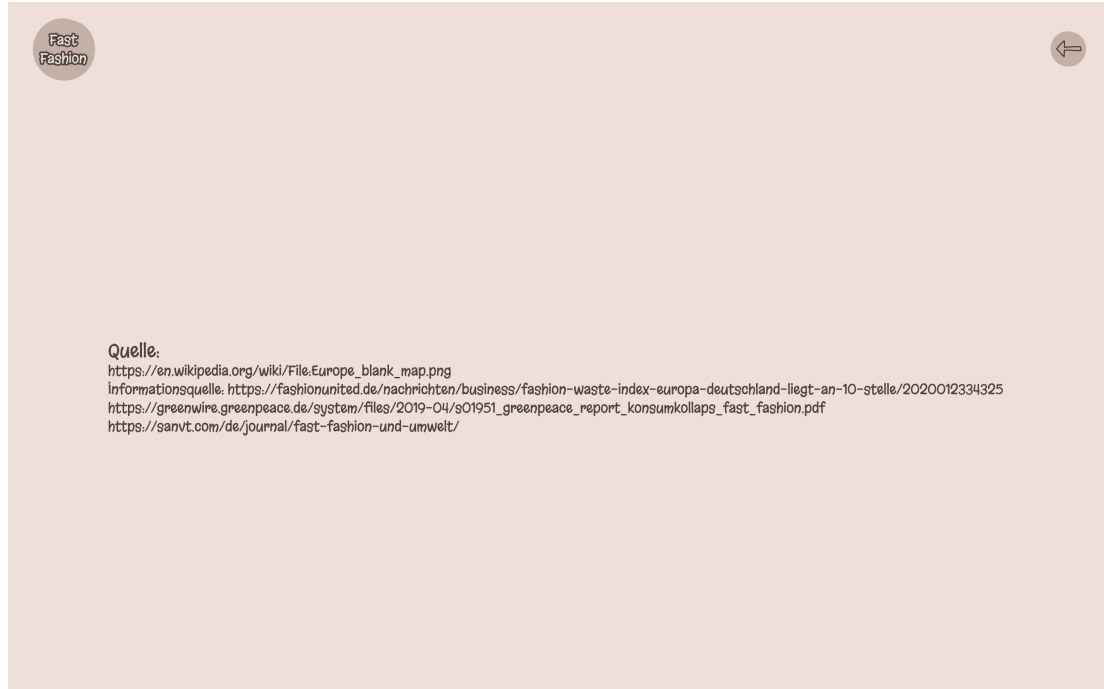 Fast
Fashion
Quelle:
https://en.wikipedia.org/wiki/File:Europe_blank_map.png
Informationsquelle: https://fashionunited.de/nachrichten/business/fashion-waste-index-europa-deutschland-liegt-an-10-stelle/2020012334325
https://greenwire.greenpeace.de/system/files/2019-04/s01951_greenpeace_report_konsumkollaps_fast_fashion.pdf
https://sanvt.com/de/journal/fast-fashion-und-umwelt/